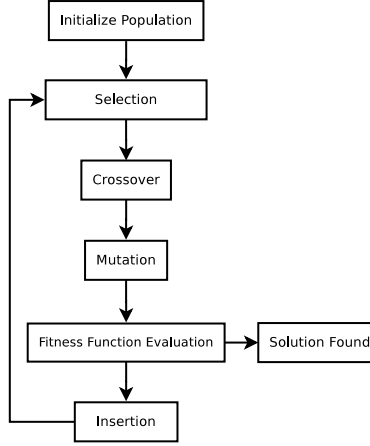 Initialize Population
Selection
Crossover
Mutation
Fitness Function Evaluation
Solution Found
Insertion